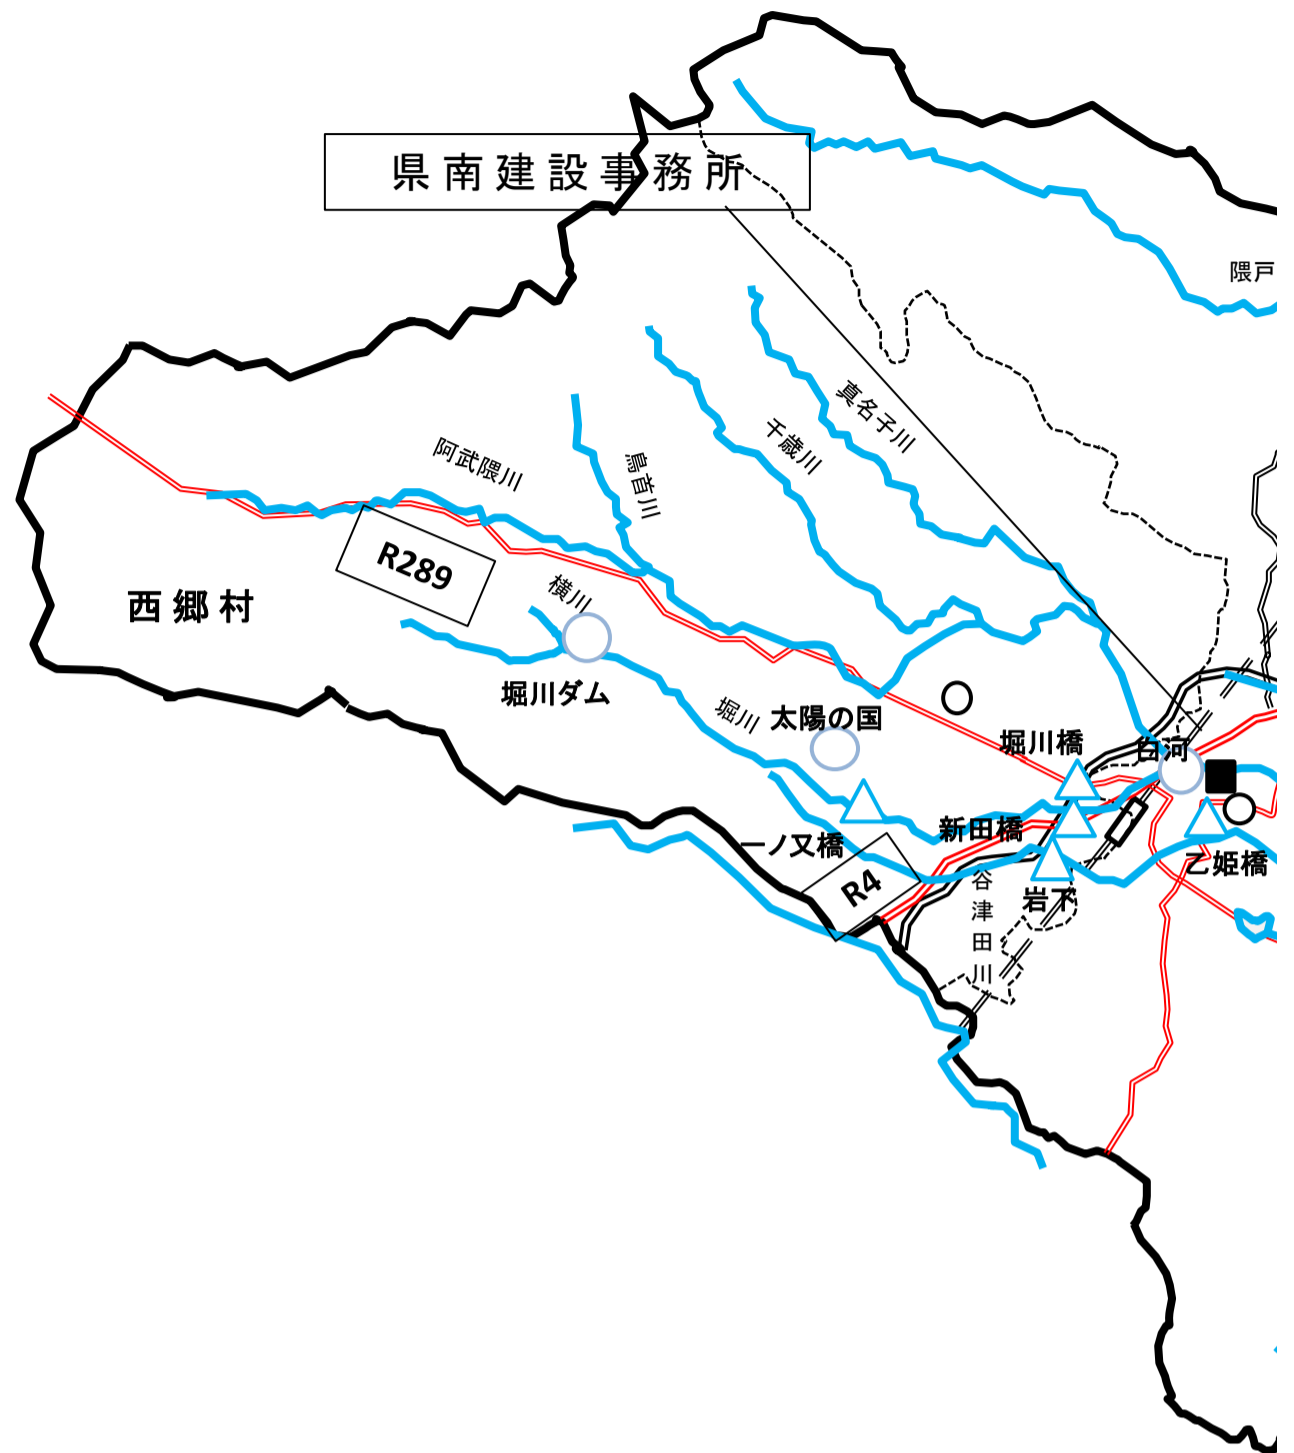 県南建設事務所
隈戸
真名子川
千歳川
阿武隈川
鳥首川
R289
横川
西郷村
堀川ダム
堀川
太陽の国
堀川橋
白河
新田橋
一ノ又橋
乙姫橋
R4
岩下
谷津田川